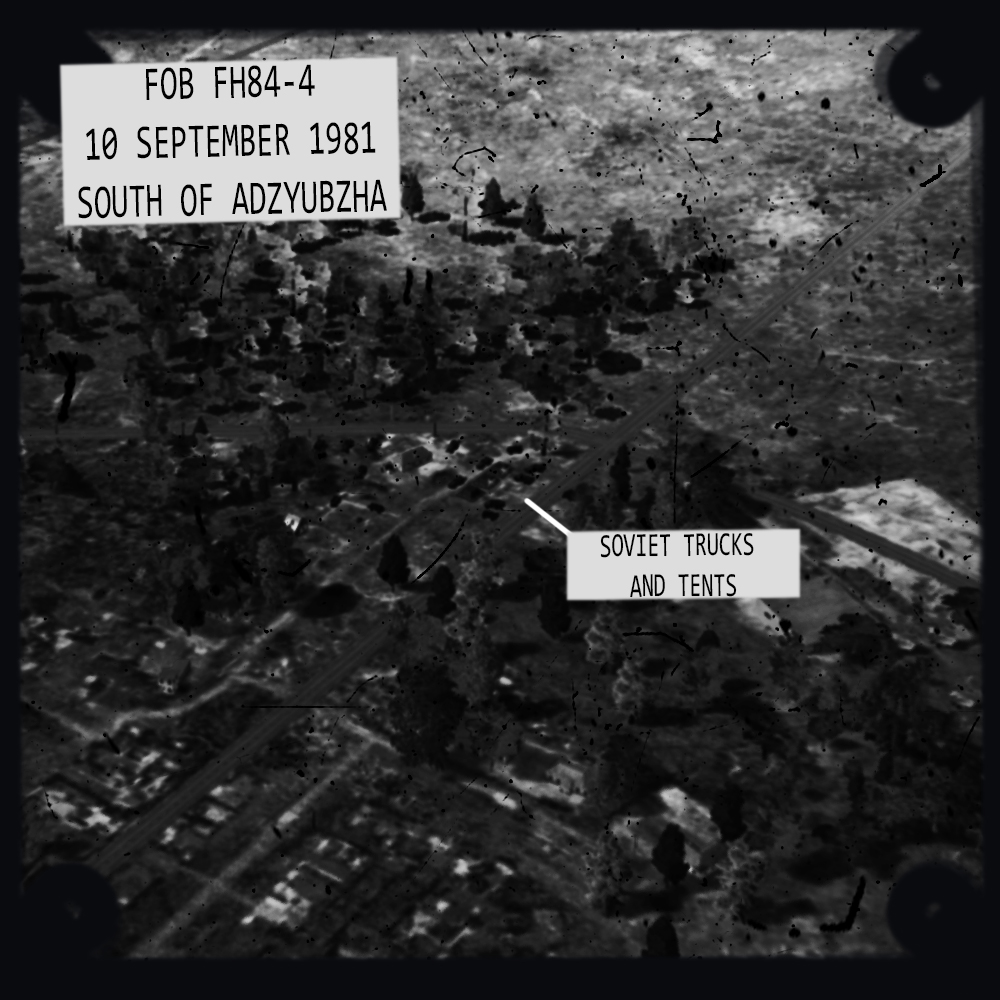 FOB FH84-4
10 SEPTEMBER 1981
SOUTH OF ADZYUBZHA
SOVIET TRUCKS
AND TENTS